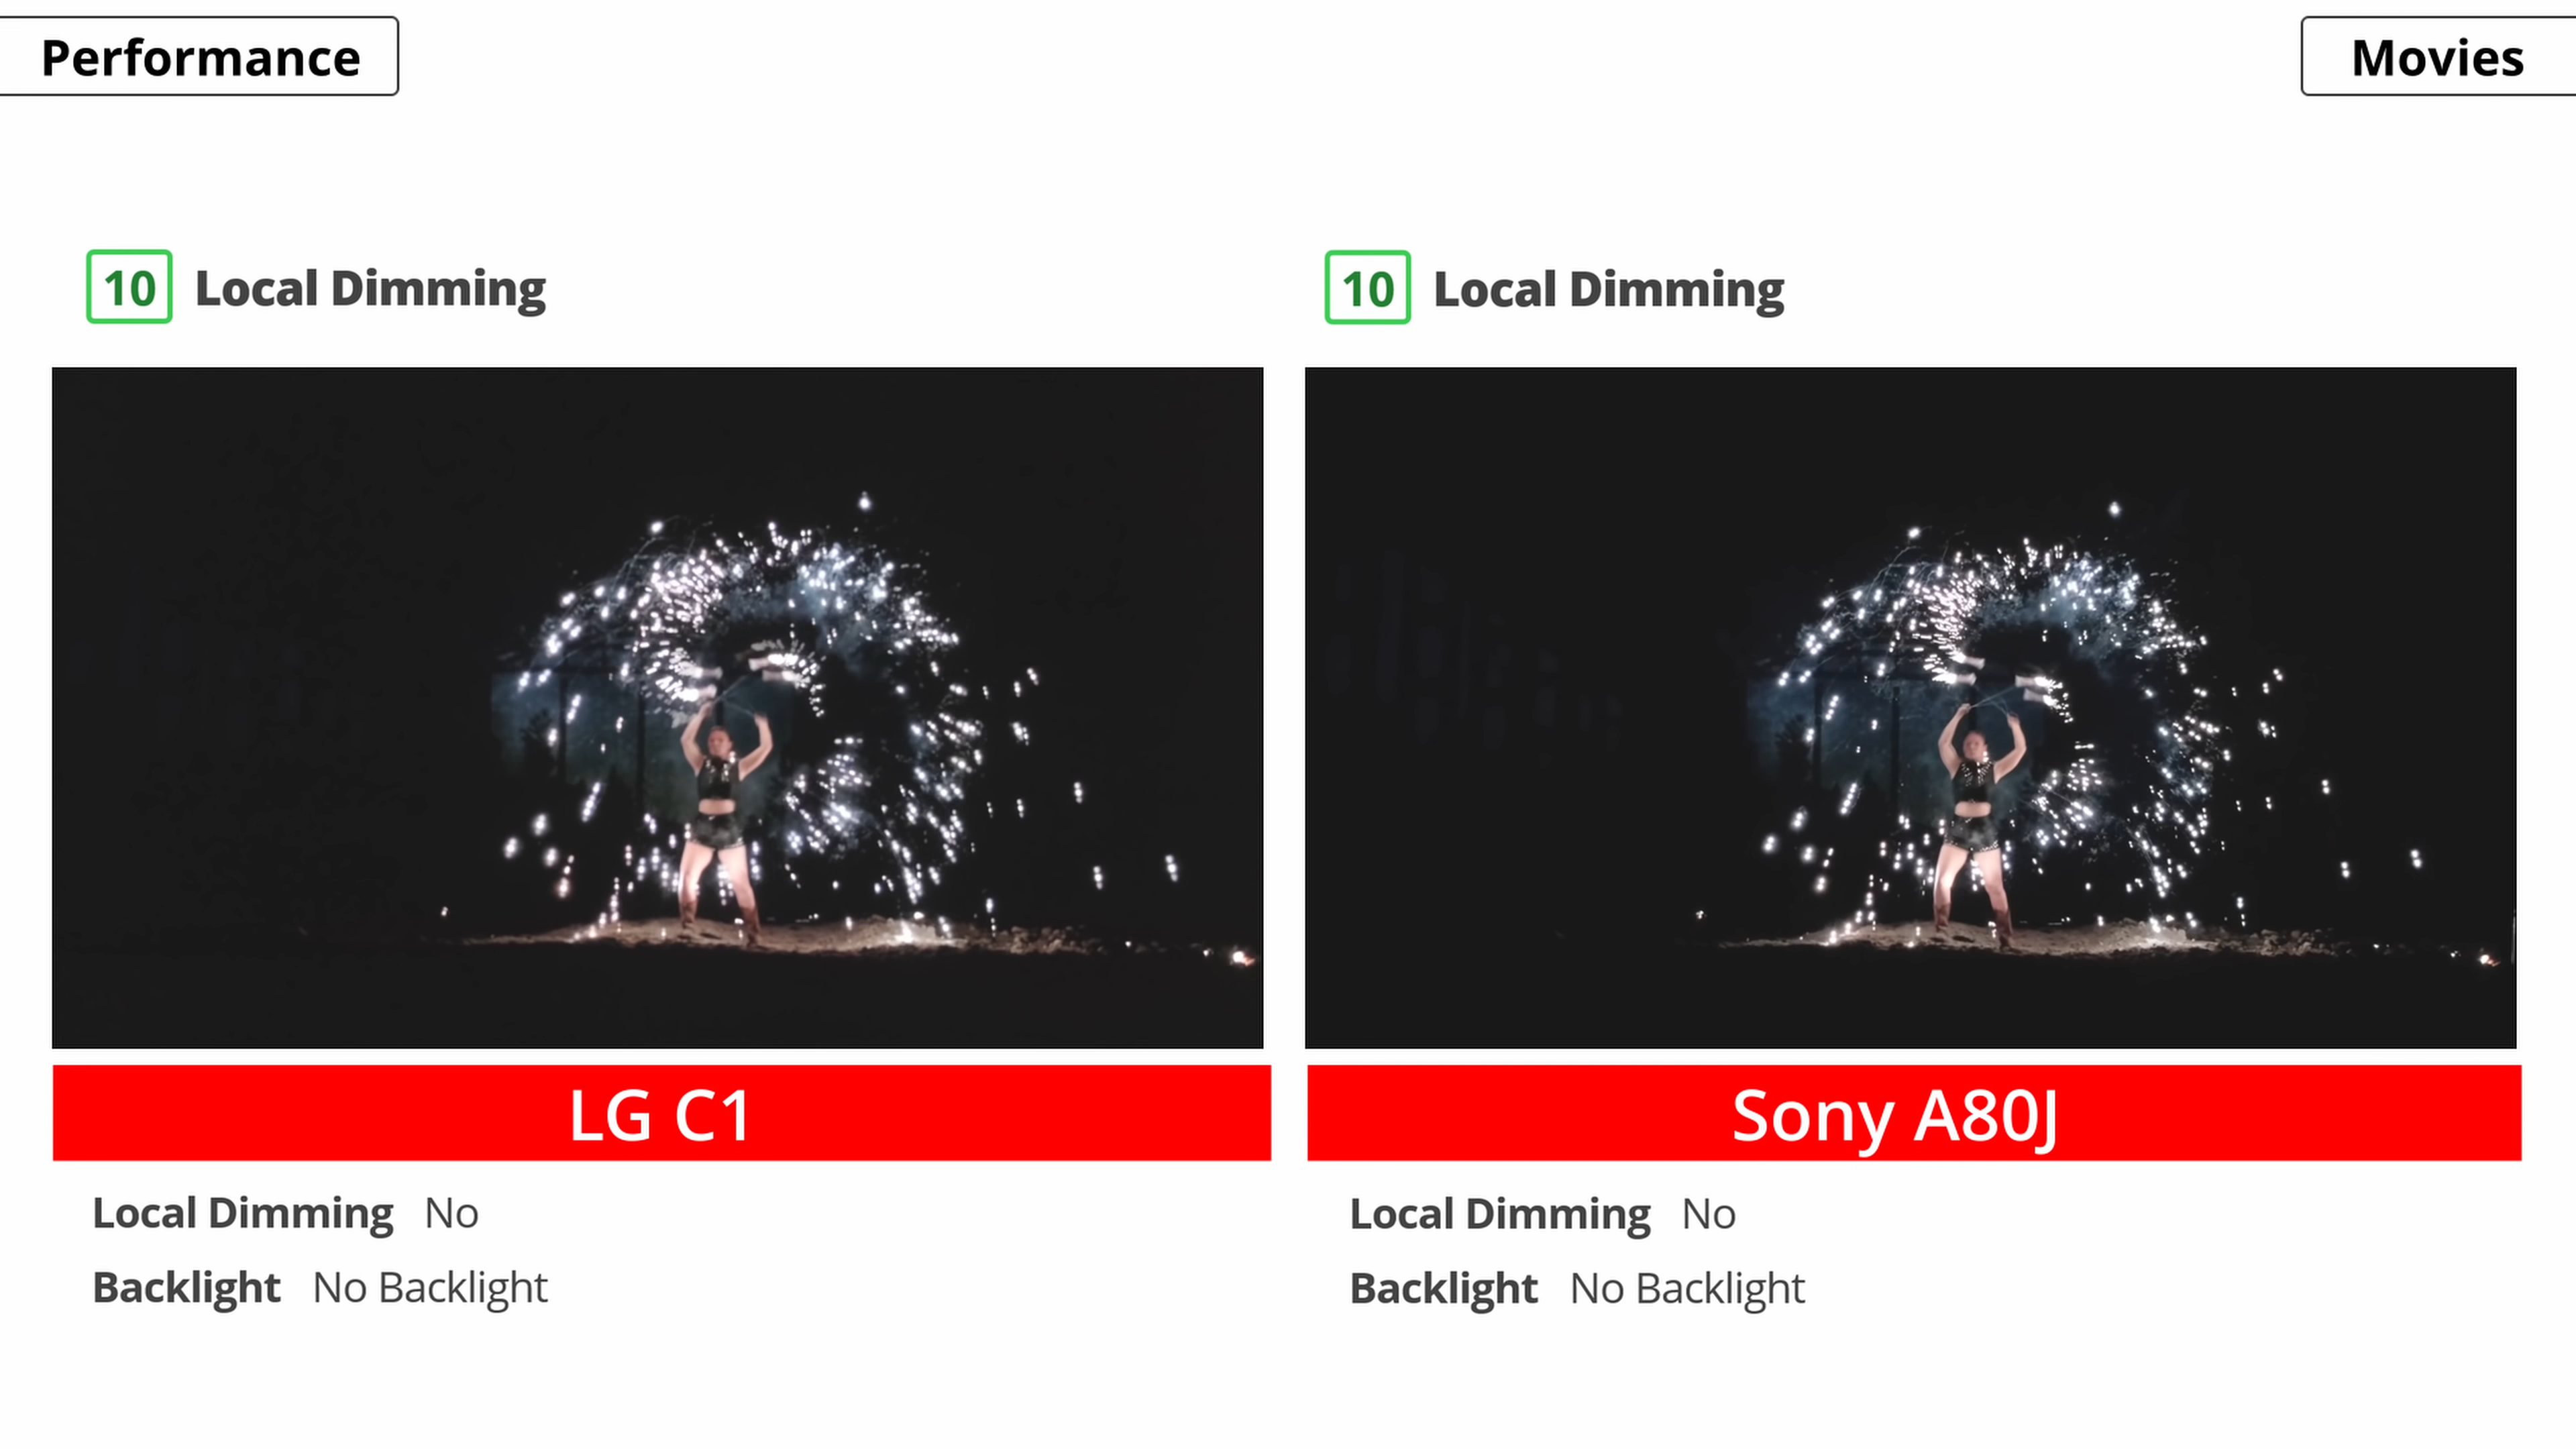 Performance
Movies
10 Local Dimming
10 Local Dimming
LG C1
Sony A80J
Local Dimming No
Backlight No Backlight
Local Dimming No
Backlight No Backlight